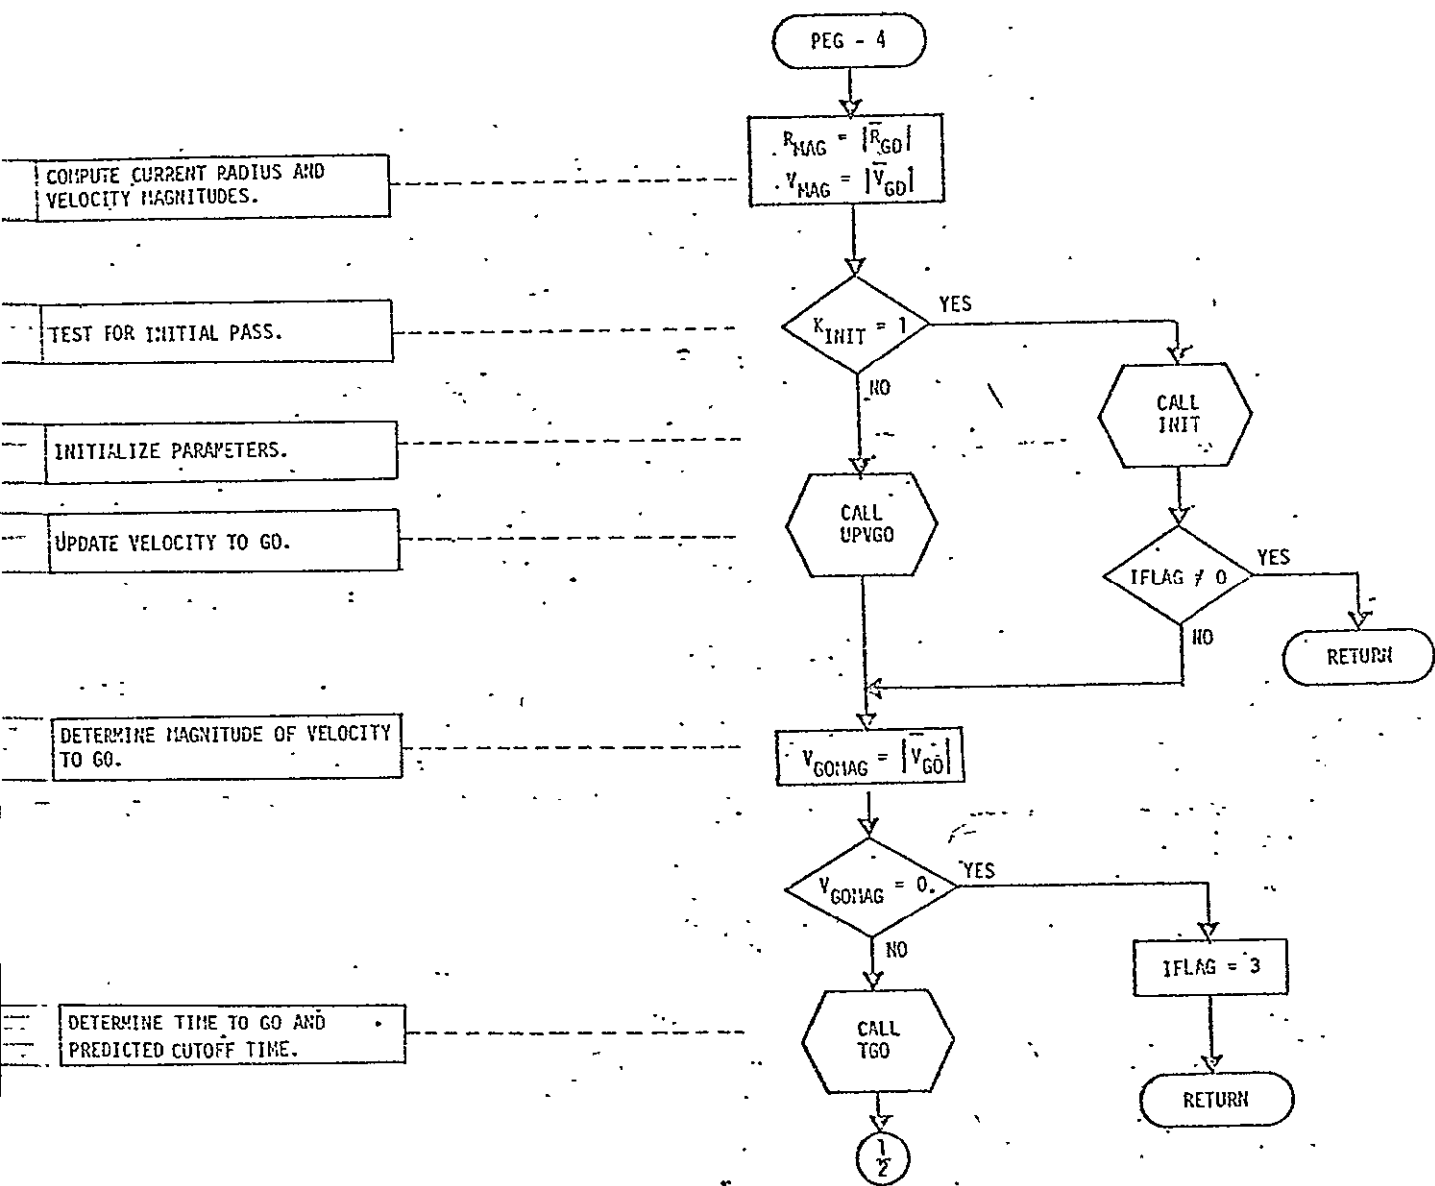 PEG - 4
R_MAG = |R̅_GD|
V_MAG = |V̅_GD|
COMPUTE CURRENT RADIUS AND
VELOCITY MAGNITUDES.
K_INIT = 1
YES
NO
TEST FOR INITIAL PASS.
CALL
INIT
INITIALIZE PARAMETERS.
CALL
UPVGO
UPDATE VELOCITY TO GO.
IFLAG ≠ 0
YES
NO
RETURN
DETERMINE MAGNITUDE OF VELOCITY
TO GO.
V_GOMAG = |V̅_GO|
V_GOMAG = 0.
YES
NO
IFLAG = 3
DETERMINE TIME TO GO AND
PREDICTED CUTOFF TIME.
CALL
TGO
RETURN
1
2